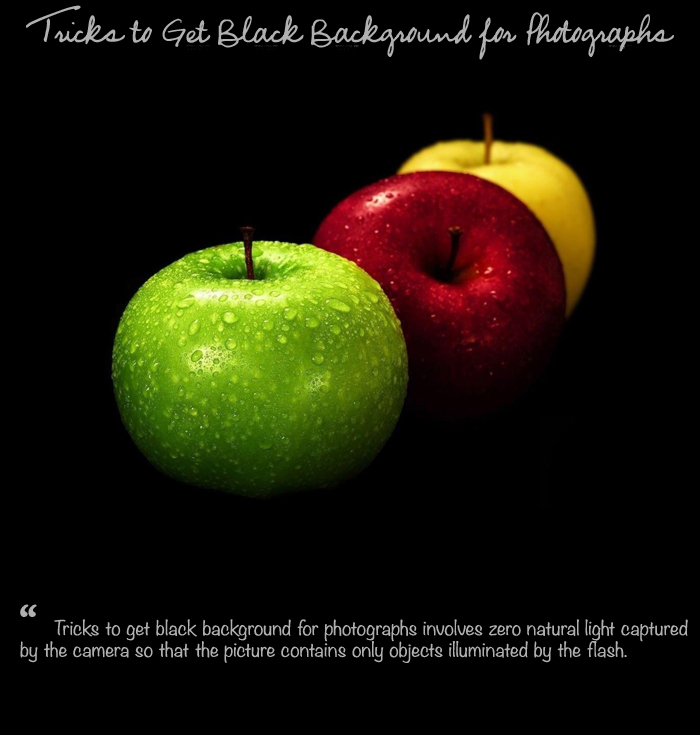 Tricks to Get Black Background for Photographs
“ Tricks to get black background for photographs involves zero natural light captured
by the camera so that the picture contains only objects illuminated by the flash.